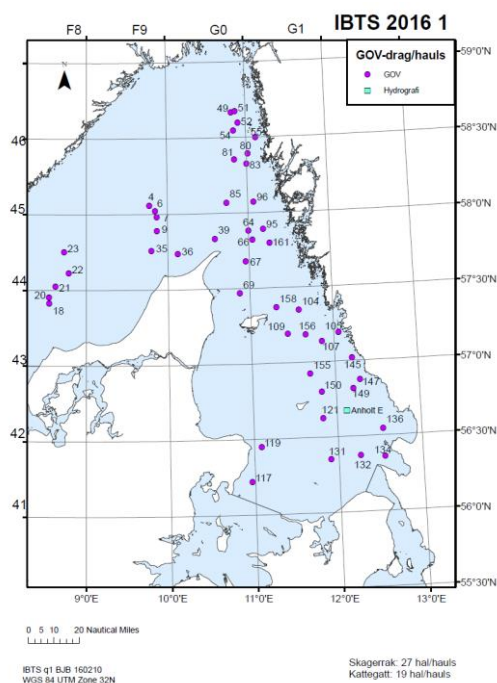 IBTS 2016 1
F8 F9 G0 G1
GOV-drag/hauls
GOV
Hydrografi
N
59°0'N
58°30'N
58°0'N
57°30'N
57°0'N
56°30'N
56°0'N
55°30'N
46
45
44
43
42
41
49 51
52
54 55
80
81 83
4 85 96
6
7
9 64 95
39 66 161
23 35 36
67
22
21
20 69
18 158 104
109 156
107
145
155 147
150 149
121 Anholt E
136
119
131 132 134
117
9°0'E 10°0'E 11°0'E 12°0'E 13°0'E
0 5 10 20 Nautical Miles
IBTS q1 BJB 160210
WGS 84 UTM Zone 32N
Skagerrak: 27 hal/hauls
Kattegatt: 19 hal/hauls